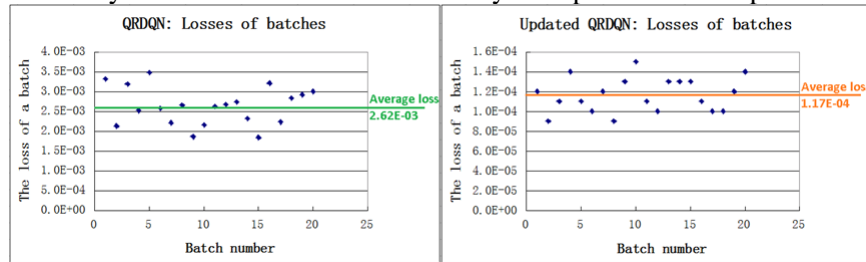 QRDQN: Losses of batches
The loss of a batch
4.0E-03
3.5E-03
3.0E-03
2.5E-03
2.0E-03
1.5E-03
1.0E-03
5.0E-04
0.0E+00
0 5 10 15 20 25
Batch number
Average loss
2.62E-03
Updated QRDQN: Losses of batches
The loss of a batch
1.6E-04
1.4E-04
1.2E-04
1.0E-04
8.0E-05
6.0E-05
4.0E-05
2.0E-05
0.0E+00
0 5 10 15 20 25
Batch number
Average los
1.17E-04